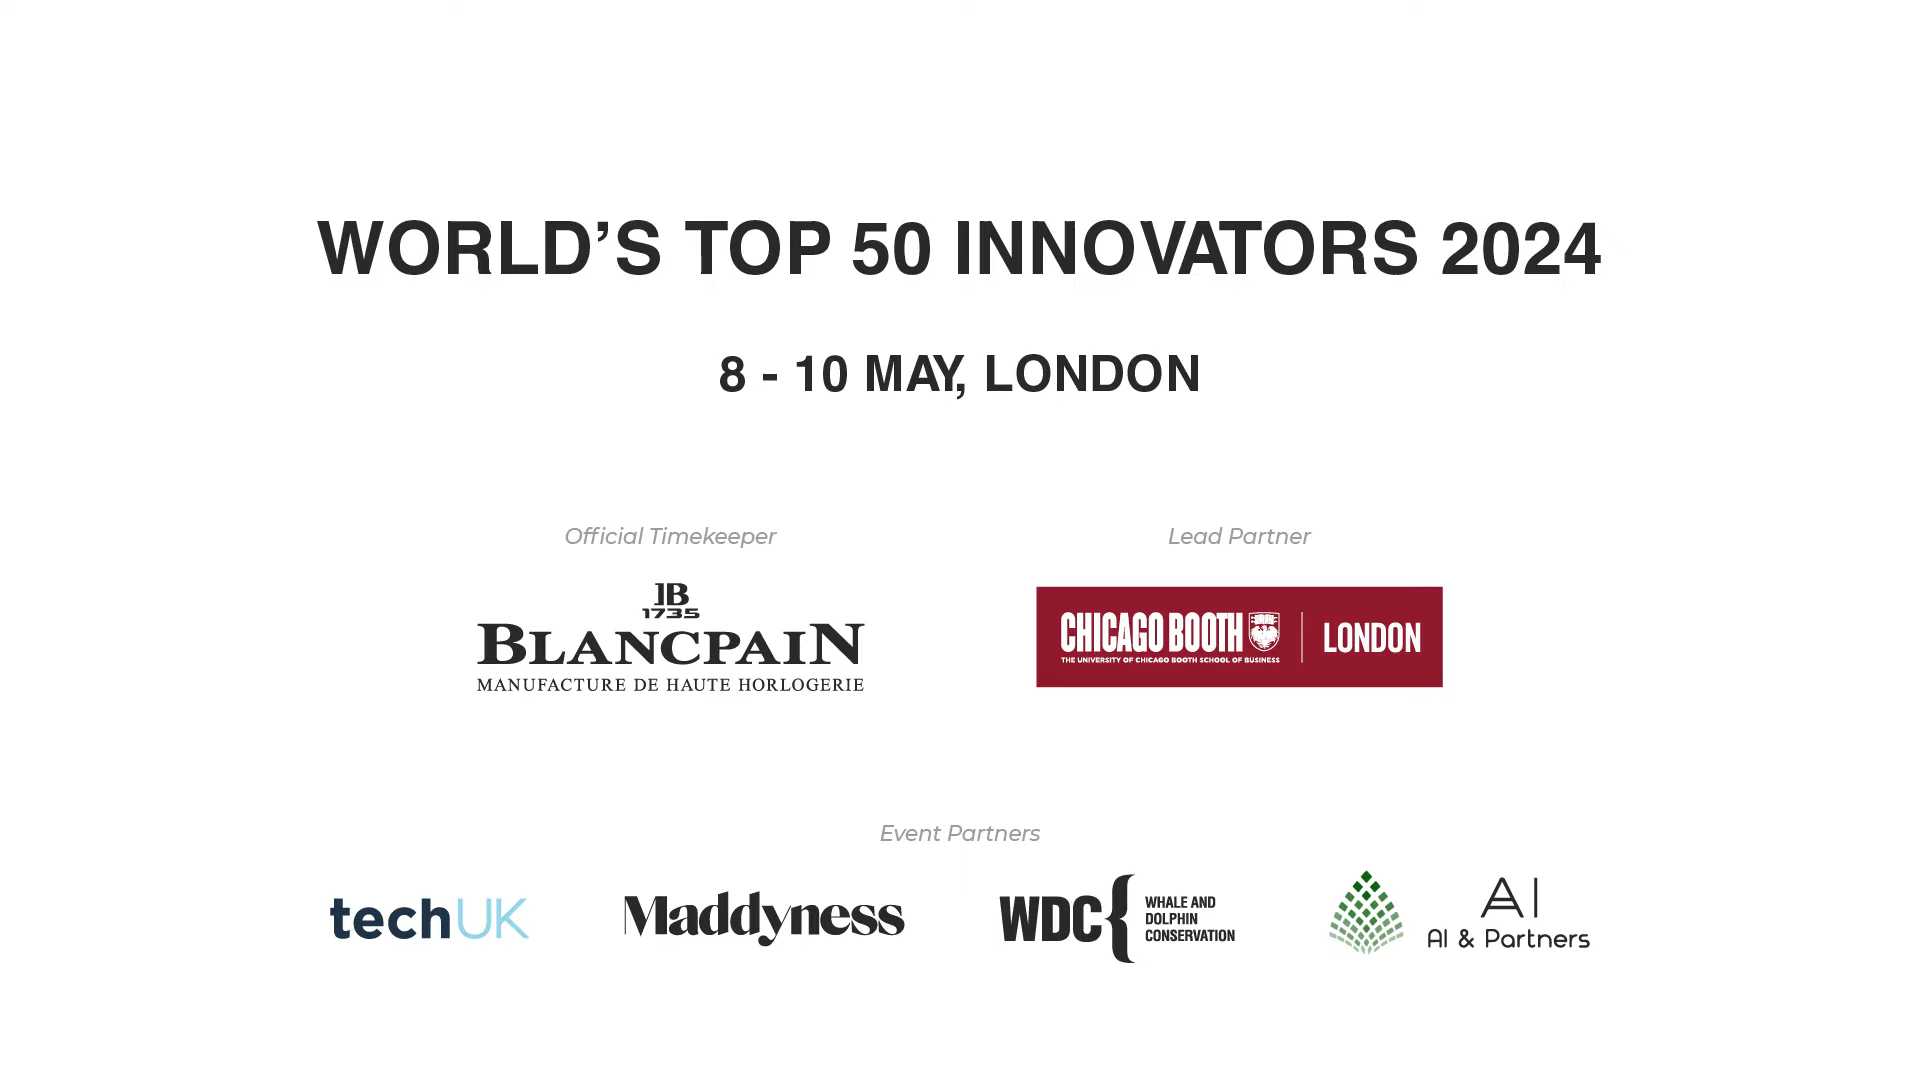 WORLD’S TOP 50 INNOVATORS 2024
8 - 10 MAY, LONDON
Official Timekeeper
JB
1735
BLANCPAIN
MANUFACTURE DE HAUTE HORLOGERIE
Lead Partner
CHICAGO BOOTH
THE UNIVERSITY OF CHICAGO BOOTH SCHOOL OF BUSINESS
LONDON
Event Partners
techUK
Maddyness
WDC
WHALE AND
DOLPHIN
CONSERVATION
AI
AI & Partners